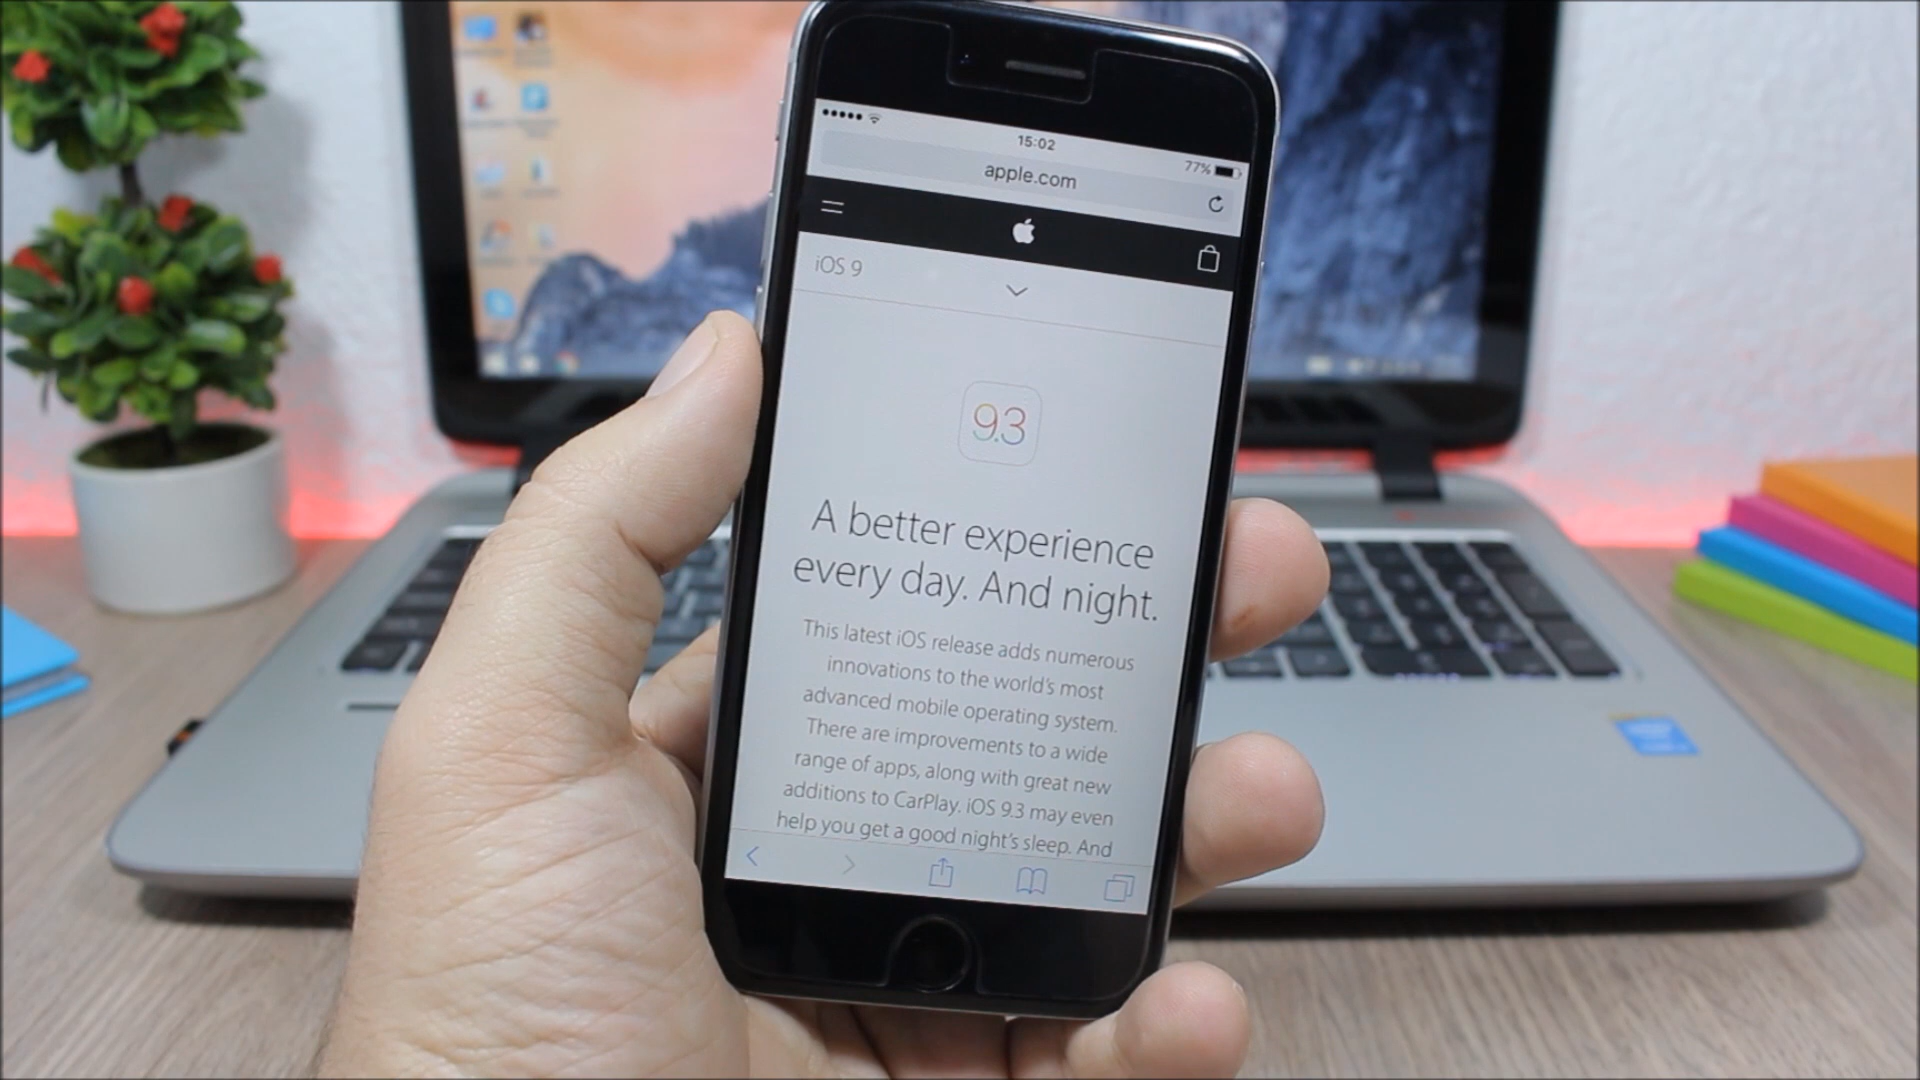 15:02
77%
apple.com
iOS 9
9.3
A better experience
every day. And night.
This latest iOS release adds numerous
innovations to the world's most
advanced mobile operating system.
There are improvements to a wide
range of apps, along with great new
additions to CarPlay. iOS 9.3 may even
help you get a good night's sleep. And